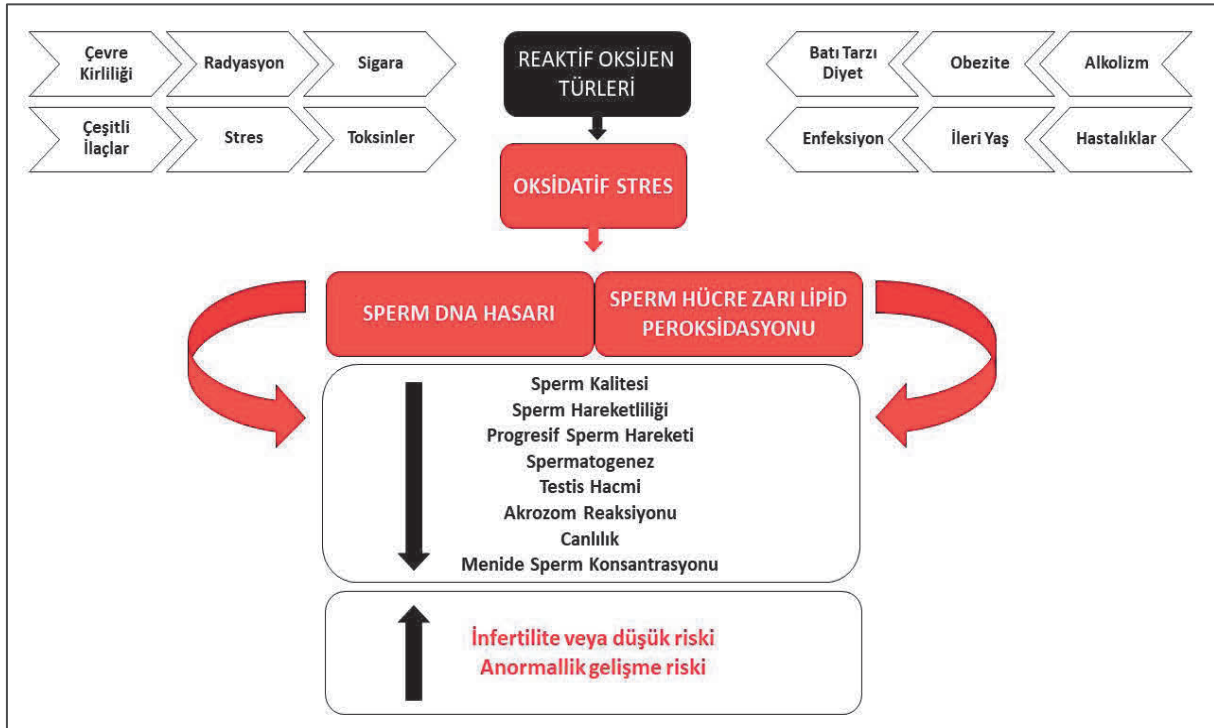 Çevre
Kirliliği
Radyasyon
Sigara
REAKTİF OKSİJEN
TÜRLERİ
Batı Tarzı
Diyet
Obezite
Alkolizm
Çeşitli
İlaçlar
Stres
Toksinler
Enfeksiyon
İleri Yaş
Hastalıklar
OKSİDATİF STRES
SPERM DNA HASARI
SPERM HÜCRE ZARI LİPİD
PEROKSİDASYONU
Sperm Kalitesi
Sperm Hareketliliği
Progresif Sperm Hareketi
Spermatogenez
Testis Hacmi
Akrozom Reaksiyonu
Canlılık
Menide Sperm Konsantrasyonu
İnfertilite veya düşük riski
Anormallik gelişme riski